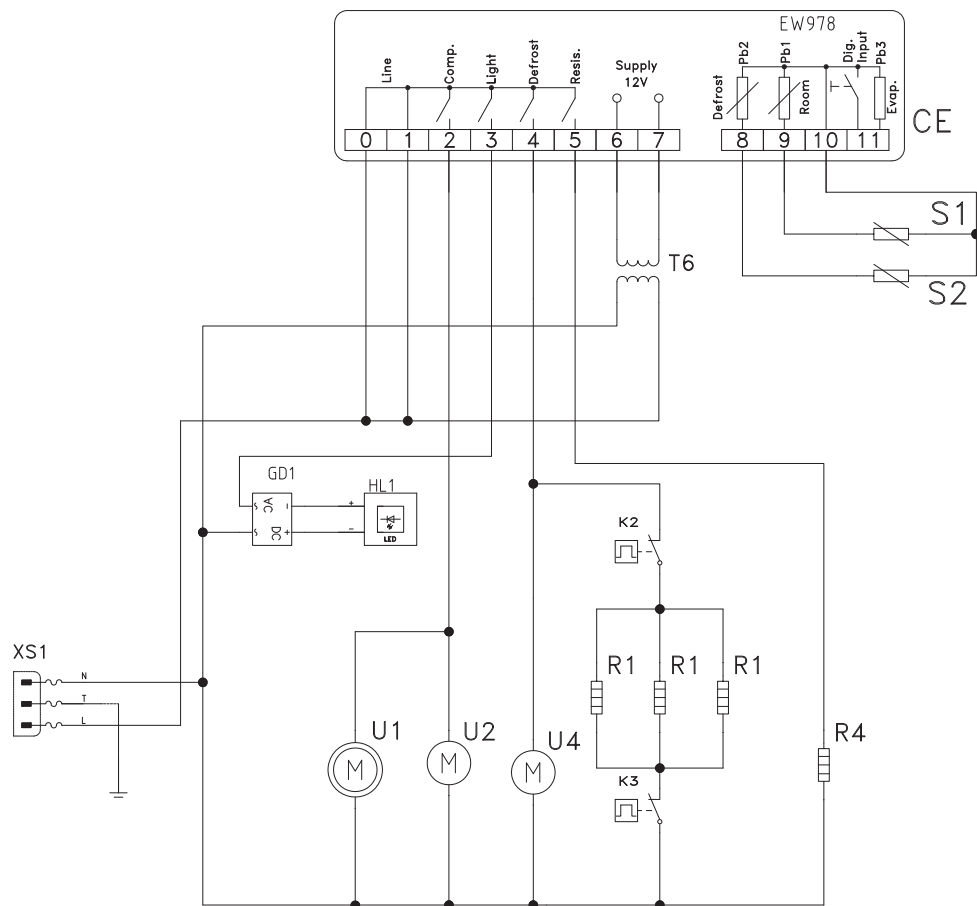 EW978
Line
Comp.
Light
Defrost
Resis.
Supply
12V
Defrost
Pb2
Pb1
Room
Dig.
Input
Pb3
Evap.
CE
0 1 2 3 4 5 6 7
8 9 10 11
S1
S2
T6
GD1
HL1
AC
~
-
+
DC
~
+
-
LED
K2
XS1
N
T
L
R1 R1 R1
U1 U2 U4 R4
M M M
K3